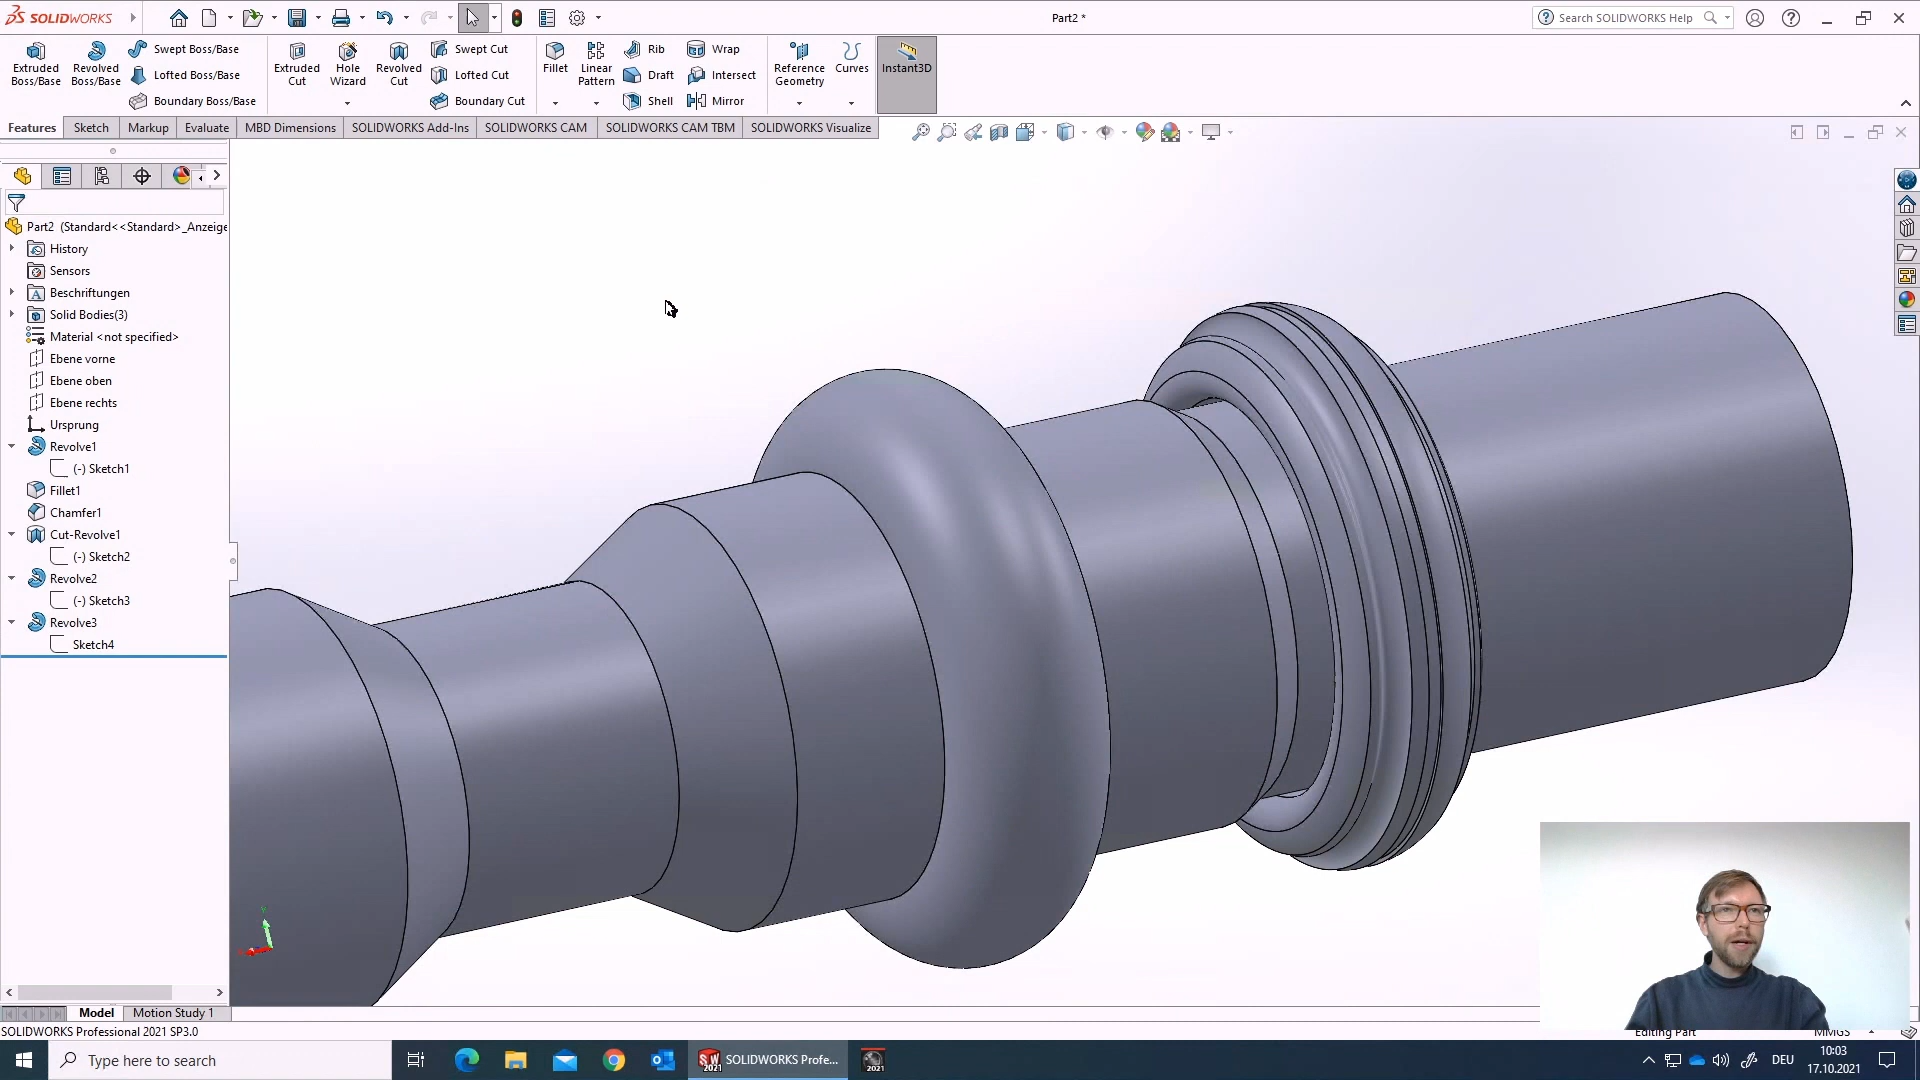 SOLIDWORKS
Part2 *
Search SOLIDWORKS Help
Extruded Boss/Base
Revolved Boss/Base
Swept Boss/Base
Lofted Boss/Base
Boundary Boss/Base
Extruded Cut
Hole Wizard
Revolved Cut
Swept Cut
Lofted Cut
Boundary Cut
Fillet
Linear Pattern
Rib
Draft
Shell
Wrap
Intersect
Mirror
Reference Geometry
Curves
Instant3D
Features
Sketch
Markup
Evaluate
MBD Dimensions
SOLIDWORKS Add-Ins
SOLIDWORKS CAM
SOLIDWORKS CAM TBM
SOLIDWORKS Visualize
Part2 (Standard<<Standard>_Anzeige
History
Sensors
Beschriftungen
Solid Bodies(3)
Material <not specified>
Ebene vorne
Ebene oben
Ebene rechts
Ursprung
Revolve1
(-) Sketch1
Fillet1
Chamfer1
Cut-Revolve1
(-) Sketch2
Revolve2
(-) Sketch3
Revolve3
Sketch4
Model
Motion Study 1
SOLIDWORKS Professional 2021 SP3.0
Editing Part
MMGS
Type here to search
SOLIDWORKS Profe...
2021
DEU
10:03
17.10.2021